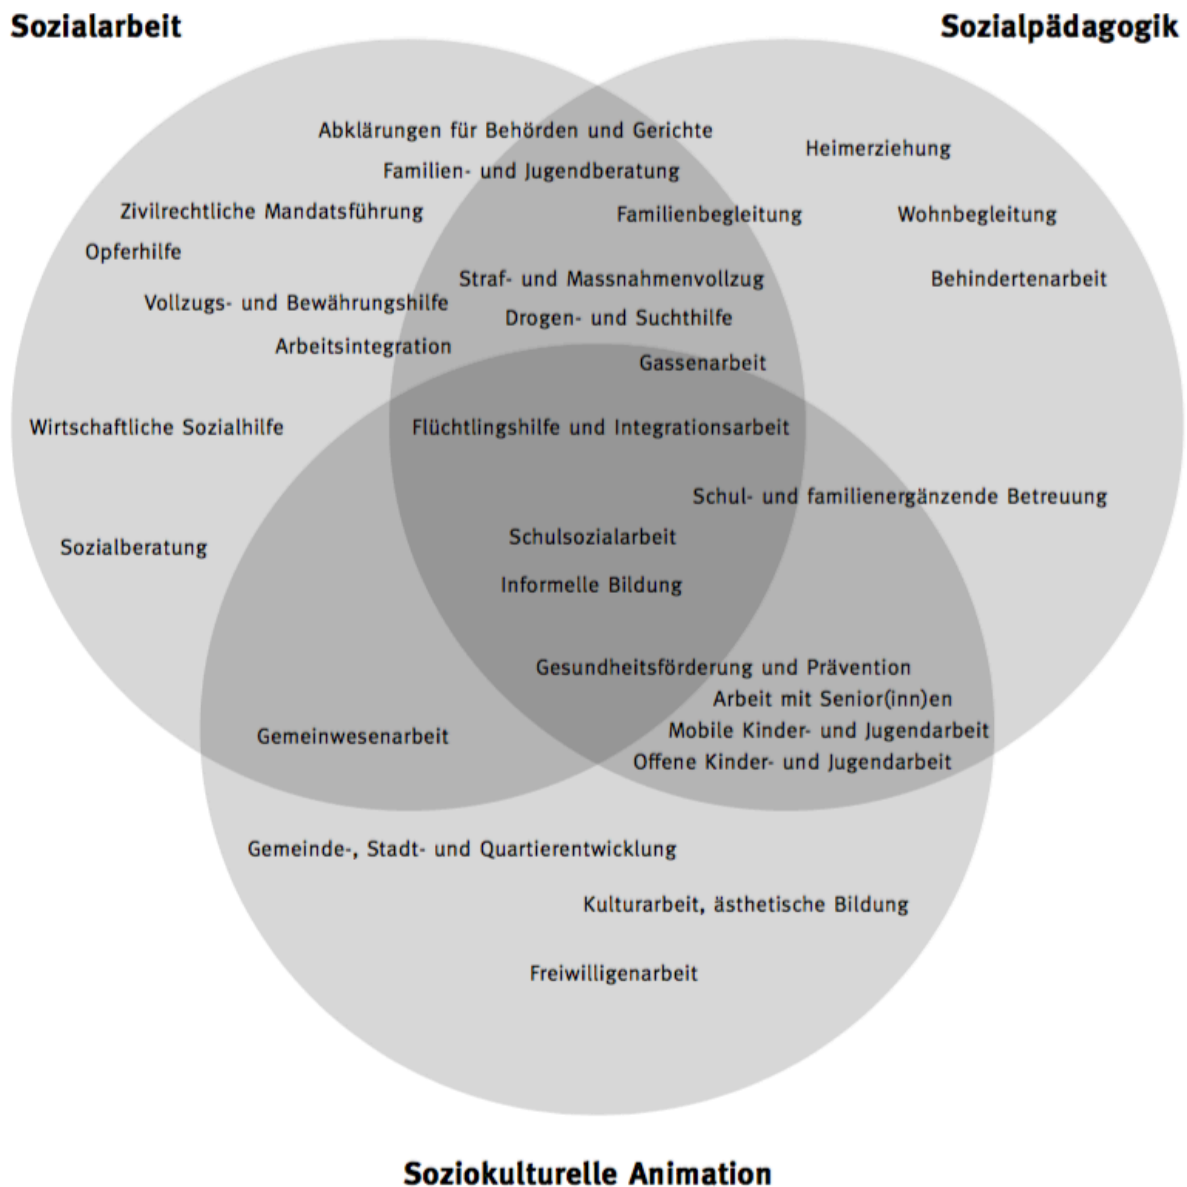 Sozialarbeit
Sozialpädagogik
Abklärungen für Behörden und Gerichte
Heimerziehung
Familien- und Jugendberatung
Zivilrechtliche Mandatsführung
Familienbegleitung
Wohnbegleitung
Opferhilfe
Straf- und Massnahmenvollzug
Behindertenarbeit
Vollzugs- und Bewährungshilfe
Drogen- und Suchthilfe
Arbeitsintegration
Gassenarbeit
Wirtschaftliche Sozialhilfe
Flüchtlingshilfe und Integrationsarbeit
Schul- und familienergänzende Betreuung
Schulsozialarbeit
Sozialberatung
Informelle Bildung
Gesundheitsförderung und Prävention
Arbeit mit Senior(inn)en
Mobile Kinder- und Jugendarbeit
Gemeinwesenarbeit
Offene Kinder- und Jugendarbeit
Gemeinde-, Stadt- und Quartierentwicklung
Kulturarbeit, ästhetische Bildung
Freiwilligenarbeit
Soziokulturelle Animation